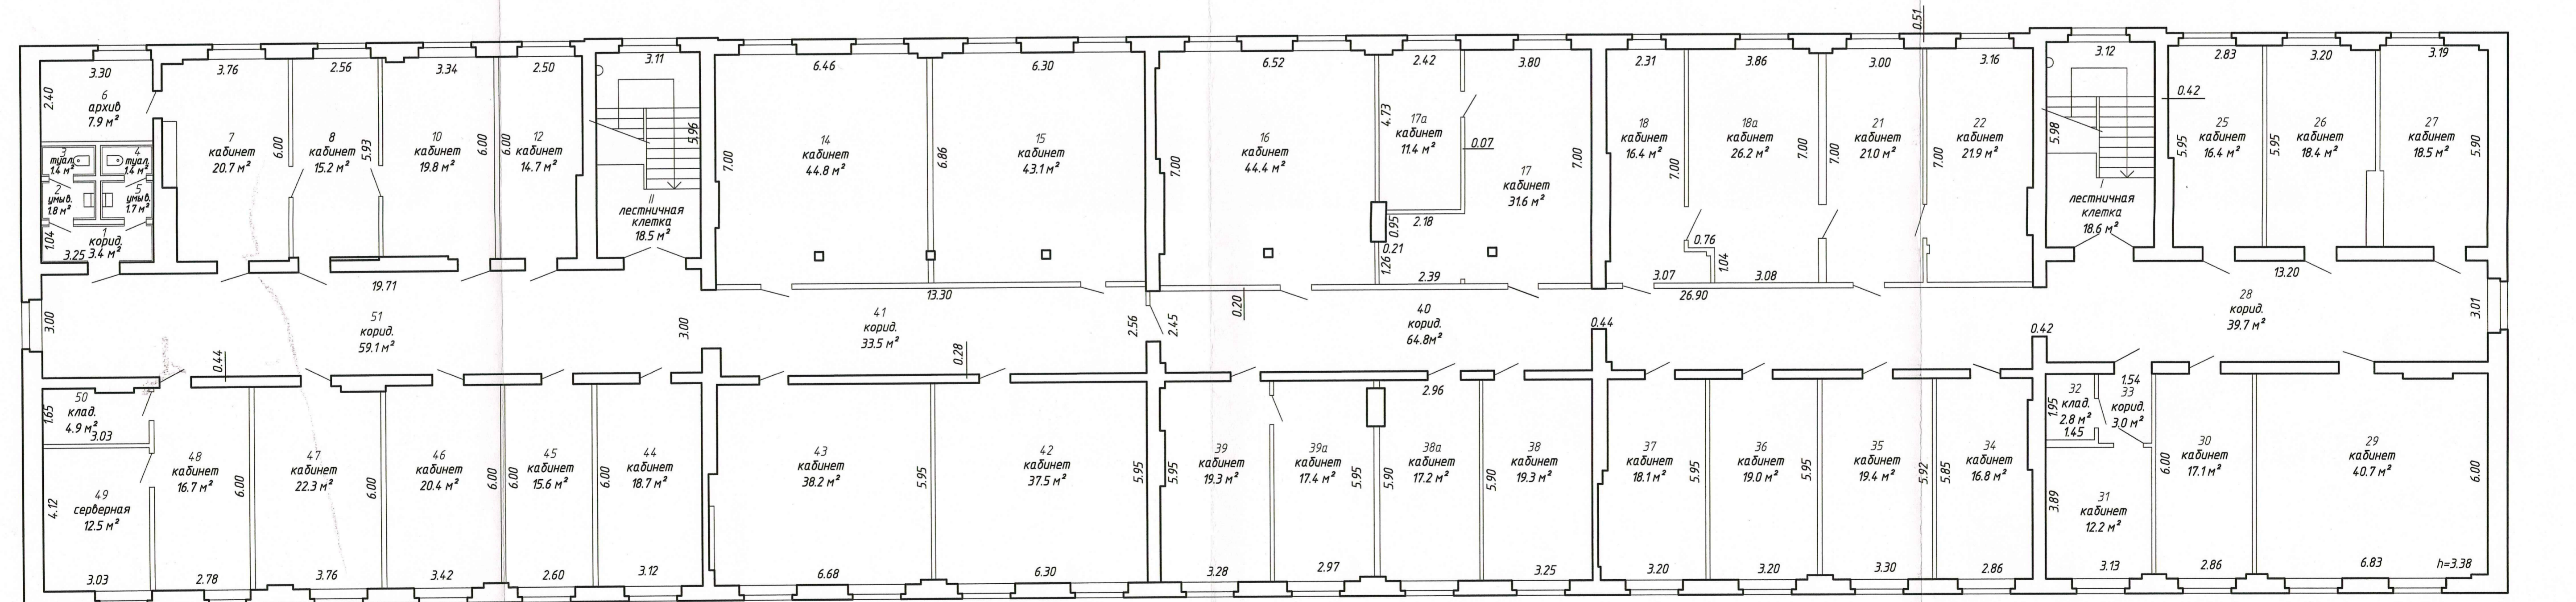 0.51
3.30
3.76
2.56
3.34
2.50
3.11
6.46
6.30
6.52
2.42
3.80
2.31
3.86
3.00
3.16
3.12
2.83
3.20
3.19
2.40
6
архив
7.9 м²
3
туал.
1.4 м²
4
туал.
1.4 м²
2
умыв.
1.8 м²
5
умыв.
1.7 м²
1.04
1
корид.
3.25
3.4 м²
7
кабинет
20.7 м²
6.00
8
кабинет
15.2 м²
5.93
10
кабинет
19.8 м²
6.00
6.00
12
кабинет
14.7 м²
5.96
II
лестничная
клетка
18.5 м²
7.00
14
кабинет
44.8 м²
6.86
15
кабинет
43.1 м²
7.00
16
кабинет
44.4 м²
4.73
17а
кабинет
11.4 м²
0.07
2.18
0.95
0.21
1.26
2.39
17
кабинет
31.6 м²
7.00
18
кабинет
16.4 м²
7.00
18а
кабинет
26.2 м²
0.76
1.04
3.07
3.08
7.00
7.00
21
кабинет
21.0 м²
7.00
22
кабинет
21.9 м²
5.98
I
лестничная
клетка
18.6 м²
0.42
5.95
25
кабинет
16.4 м²
5.95
26
кабинет
18.4 м²
27
кабинет
18.5 м²
5.90
3.00
19.71
51
корид.
59.1 м²
0.44
3.00
13.30
41
корид.
33.5 м²
0.28
2.56
2.45
0.20
40
корид.
64.8м²
26.90
0.44
0.42
13.20
28
корид.
39.7 м²
3.01
1.65
50
клад.
4.9 м²
3.03
4.12
49
серверная
12.5 м²
3.03
48
кабинет
16.7 м²
6.00
2.78
47
кабинет
22.3 м²
6.00
3.76
46
кабинет
20.4 м²
6.00
3.42
6.00
45
кабинет
15.6 м²
6.00
2.60
44
кабинет
18.7 м²
3.12
43
кабинет
38.2 м²
5.95
6.68
42
кабинет
37.5 м²
5.95
6.30
5.95
39
кабинет
19.3 м²
3.28
39а
кабинет
17.4 м²
5.95
2.97
2.96
5.90
38а
кабинет
17.2 м²
5.90
38
кабинет
19.3 м²
3.25
37
кабинет
18.1 м²
5.95
3.20
36
кабинет
19.0 м²
5.95
3.20
35
кабинет
19.4 м²
5.92
3.30
5.85
34
кабинет
16.8 м²
2.86
1.95
32
клад.
2.8 м²
1.45
1.54
33
корид.
3.0 м²
3.89
31
кабинет
12.2 м²
3.13
6.00
30
кабинет
17.1 м²
2.86
29
кабинет
40.7 м²
6.00
6.83
h=3.38